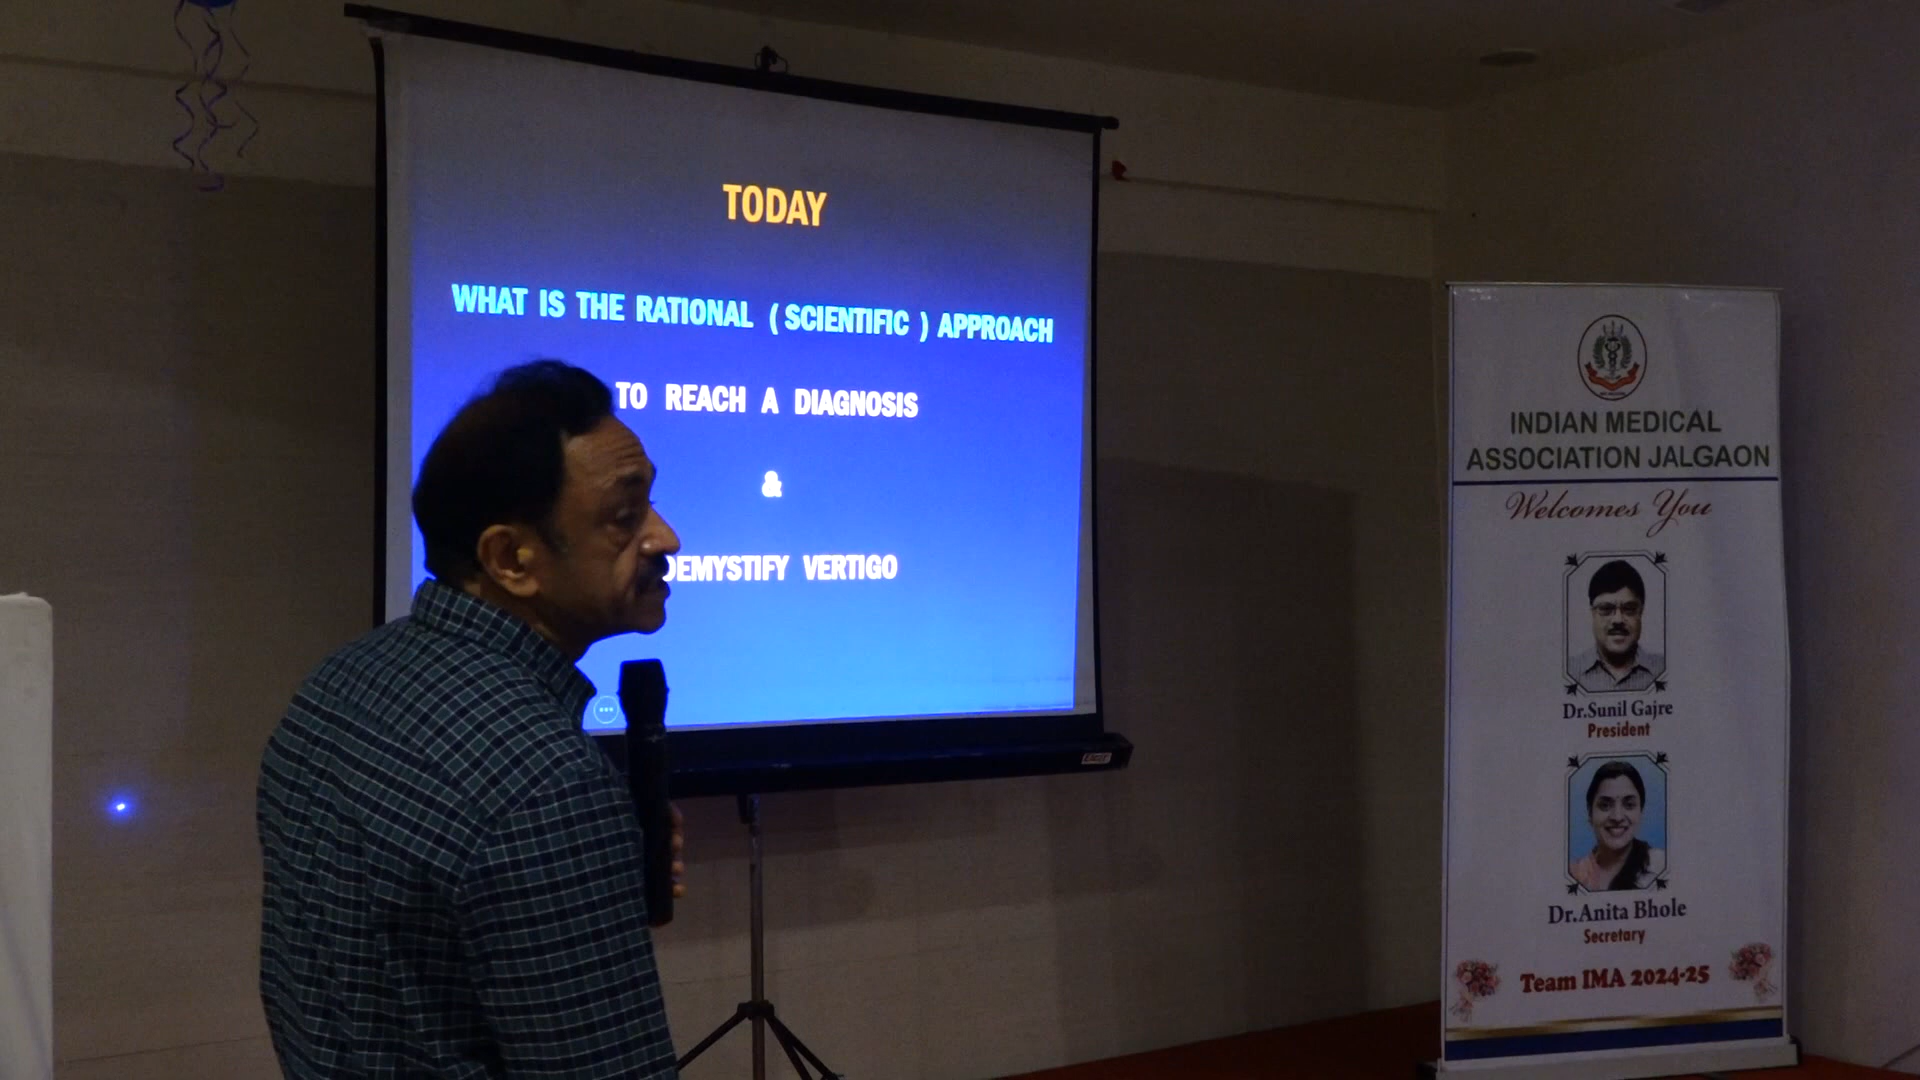 TODAY
WHAT IS THE RATIONAL ( SCIENTIFIC ) APPROACH
TO REACH A DIAGNOSIS
&
DEMYSTIFY VERTIGO
INDIAN MEDICAL
ASSOCIATION JALGAON
Welcomes You
Dr.Sunil Gajre
President
Dr.Anita Bhole
Secretary
Team IMA 2024-25